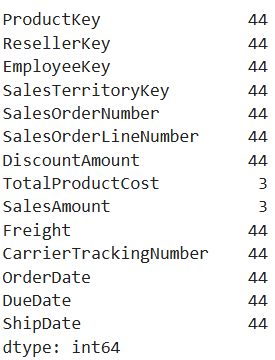 ProductKey 44
ResellerKey 44
EmployeeKey 44
SalesTerritoryKey 44
SalesOrderNumber 44
SalesOrderLineNumber 44
DiscountAmount 44
TotalProductCost 3
SalesAmount 3
Freight 44
CarrierTrackingNumber 44
OrderDate 44
DueDate 44
ShipDate 44
dtype: int64